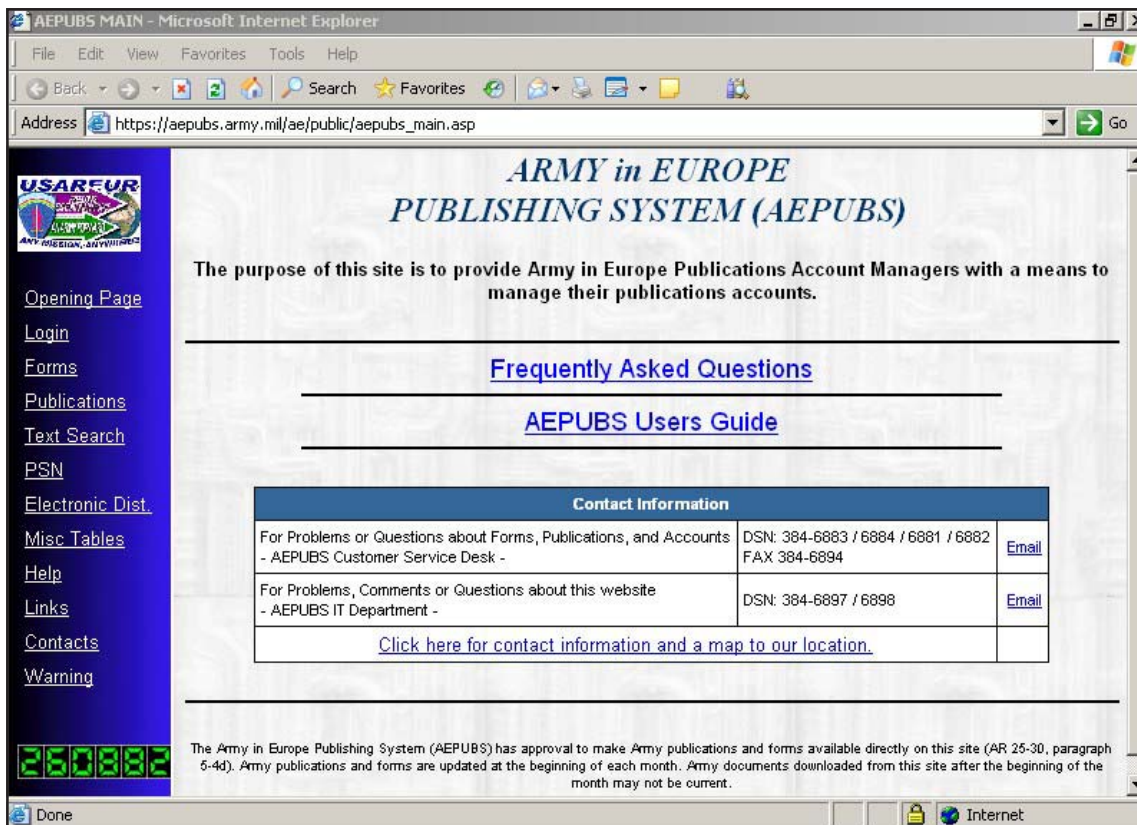 AEPUBS MAIN - Microsoft Internet Explorer
File Edit View Favorites Tools Help
Back Search Favorites
Address https://aepubs.army.mil/ae/public/aepubs_main.asp Go
USAREUR
ANY MISSION, ANYWHERE
Opening Page
Login
Forms
Publications
Text Search
PSN
Electronic Dist.
Misc Tables
Help
Links
Contacts
Warning
260882
ARMY in EUROPE
PUBLISHING SYSTEM (AEPUBS)
The purpose of this site is to provide Army in Europe Publications Account Managers with a means to
manage their publications accounts.
Frequently Asked Questions
AEPUBS Users Guide
Contact Information
For Problems or Questions about Forms, Publications, and Accounts
- AEPUBS Customer Service Desk -
DSN: 384-6883 / 6884 / 6881 / 6882
FAX 384-6894
Email
For Problems, Comments or Questions about this website
- AEPUBS IT Department -
DSN: 384-6897 / 6898
Email
Click here for contact information and a map to our location.
The Army in Europe Publishing System (AEPUBS) has approval to make Army publications and forms available directly on this site (AR 25-30, paragraph
5-4d). Army publications and forms are updated at the beginning of each month. Army documents downloaded from this site after the beginning of the
month may not be current.
Done Internet